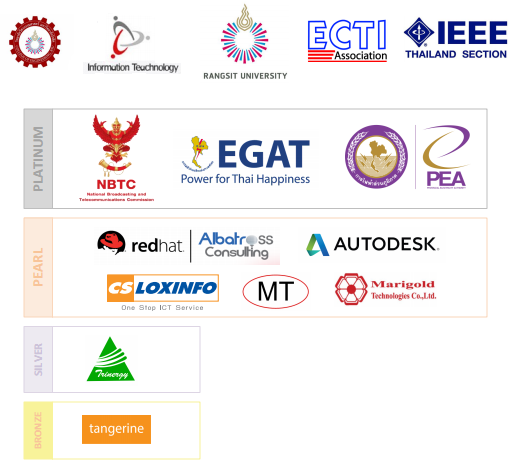 Information Teuchnology
RANGSIT UNIVERSITY
ECTI
Association
IEEE
THAILAND SECTION
PLATINUM
NBTC
National Broadcasting and
Telecommunications Commission
EGAT
Power for Thai Happiness
PEA
PEARL
redhat.
Albatross
Consulting
AUTODESK.
CS LOXINFO
One Stop ICT Service
MT
Marigold
Technologies Co.,Ltd.
SILVER
Trinergy
BRONZE
tangerine